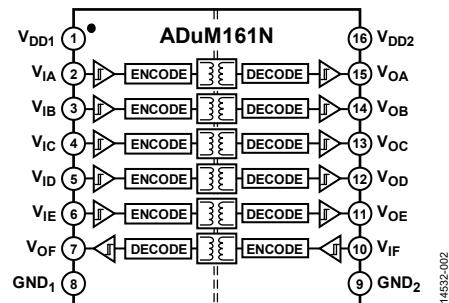 ADuM161N
VDD1 1 16 VDD2
VIA 2 ENCODE DECODE 15 VOA
VIB 3 ENCODE DECODE 14 VOB
VIC 4 ENCODE DECODE 13 VOC
VID 5 ENCODE DECODE 12 VOD
VIE 6 ENCODE DECODE 11 VOE
VOF 7 DECODE ENCODE 10 VIF
GND1 8 9 GND2
14532-002